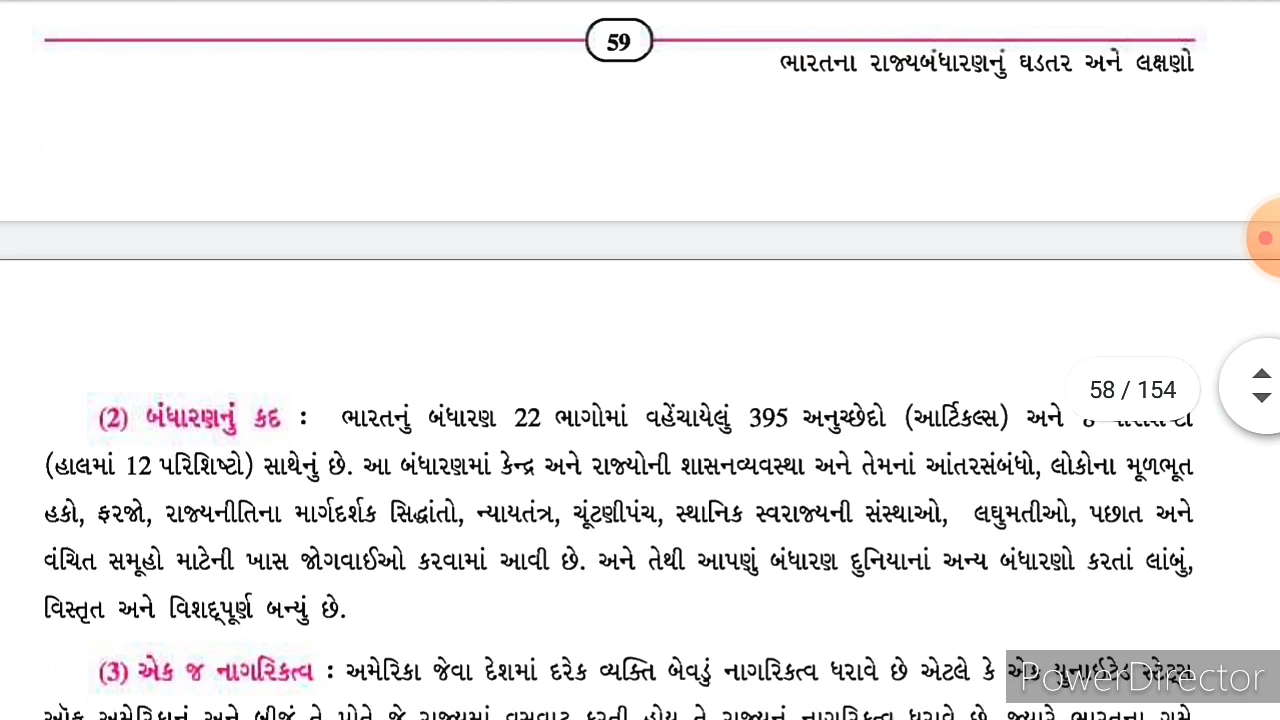 59
ભારતના રાજ્યબંધારણનું ઘડતર અને લક્ષણો
58 / 154
(2) બંધારણનું કદ : ભારતનું બંધારણ 22 ભાગોમાં વહેંચાયેલું 395 અનુચ્છેદો (આર્ટિકલ્સ) અને
(હાલમાં 12 પરિશિષ્ટો) સાથેનું છે. આ બંધારણમાં કેન્દ્ર અને રાજ્યોની શાસનવ્યવસ્થા અને તેમનાં આંતરસંબંધો, લોકોના મૂળભૂત
હકો, ફરજો, રાજ્યનીતિના માર્ગદર્શક સિદ્ધાંતો, ન્યાયતંત્ર, ચૂંટણીપંચ, સ્થાનિક સ્વરાજ્યની સંસ્થાઓ, લઘુમતીઓ, પછાત અને
વંચિત સમૂહો માટેની ખાસ જોગવાઈઓ કરવામાં આવી છે. અને તેથી આપણું બંધારણ દુનિયાનાં અન્ય બંધારણો કરતાં લાંબું,
વિસ્તૃત અને વિશદ્પૂર્ણ બન્યું છે.
(3) એક જ નાગરિકત્વ : અમેરિકા જેવા દેશમાં દરેક વ્યક્તિ બેવડું નાગરિકત્વ ધરાવે છે એટલે કે એક યુનાઈટેડ સ્ટેટ્સ
PowerDirector